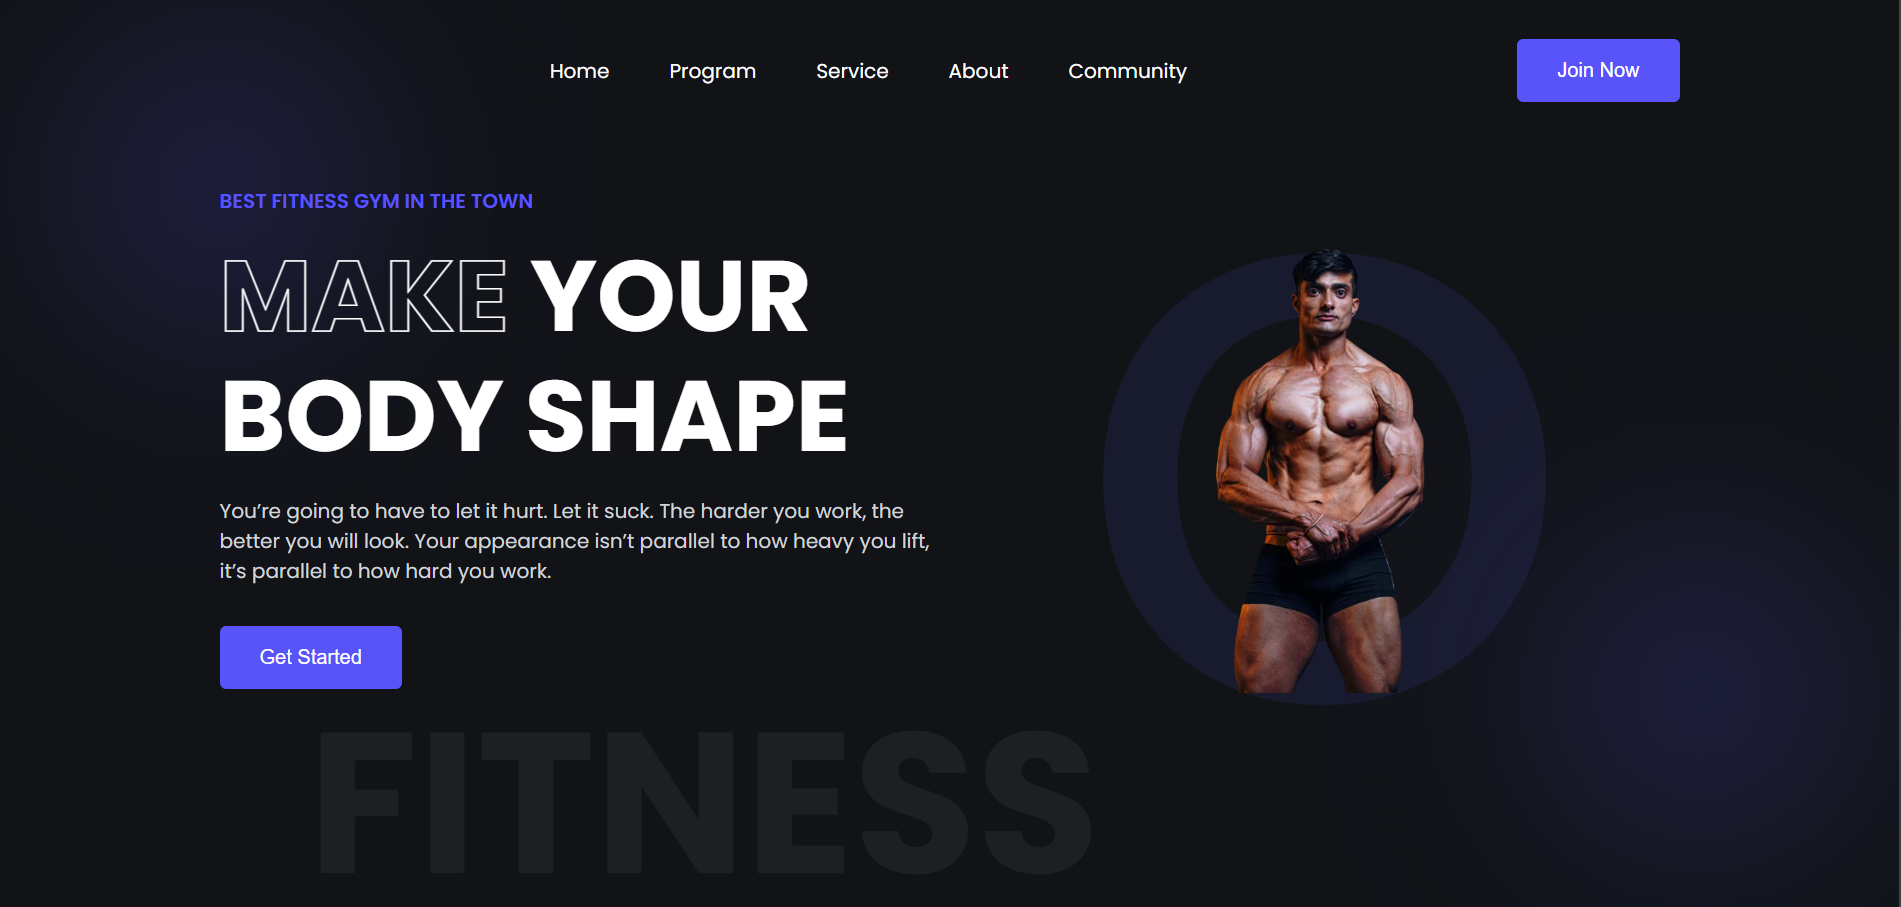 Home Program Service About Community Join Now
BEST FITNESS GYM IN THE TOWN
MAKE YOUR
BODY SHAPE
You’re going to have to let it hurt. Let it suck. The harder you work, the
better you will look. Your appearance isn’t parallel to how heavy you lift,
it’s parallel to how hard you work.
Get Started
FITNESS